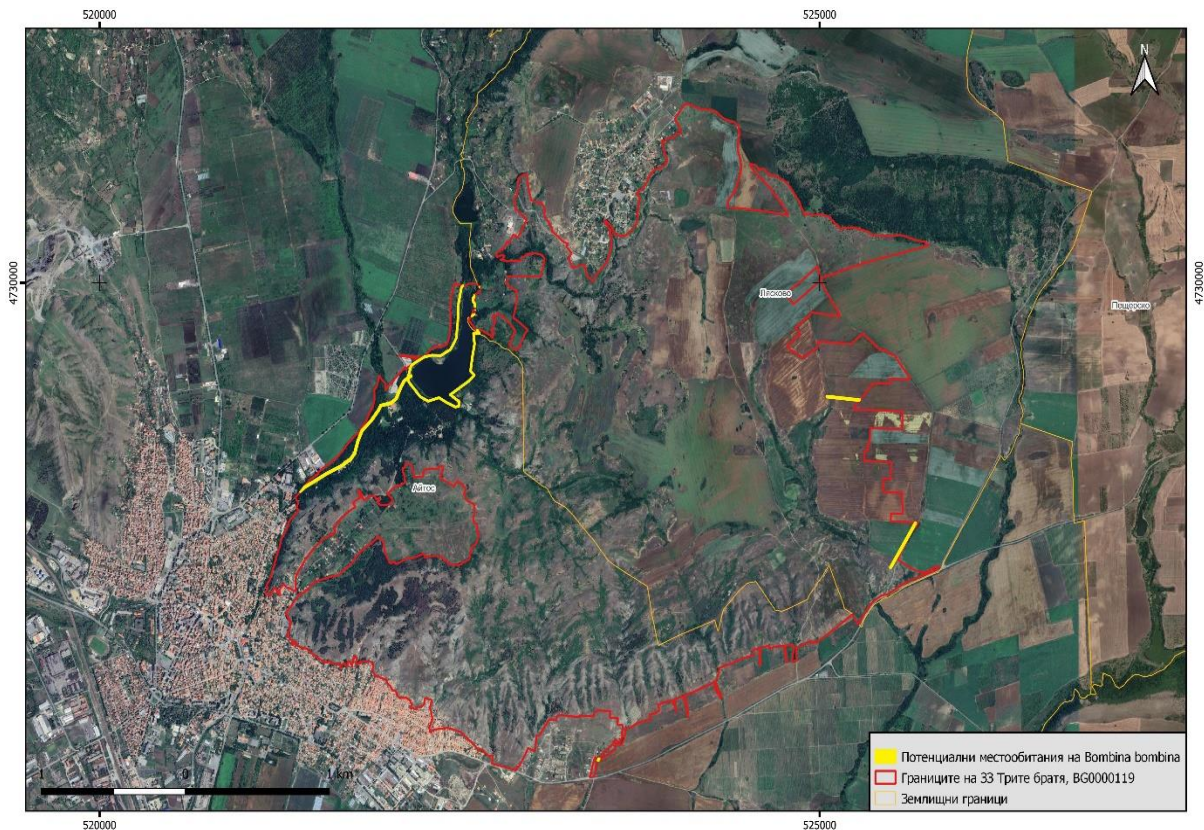 520000
525000
N
4730000
4730000
Лясково
Пещерско
Айтос
Потенциални местообитания на Bombina bombina
Границите на ЗЗ Трите братя, BG0000119
Землищни граници
1
0
1 km
520000
525000